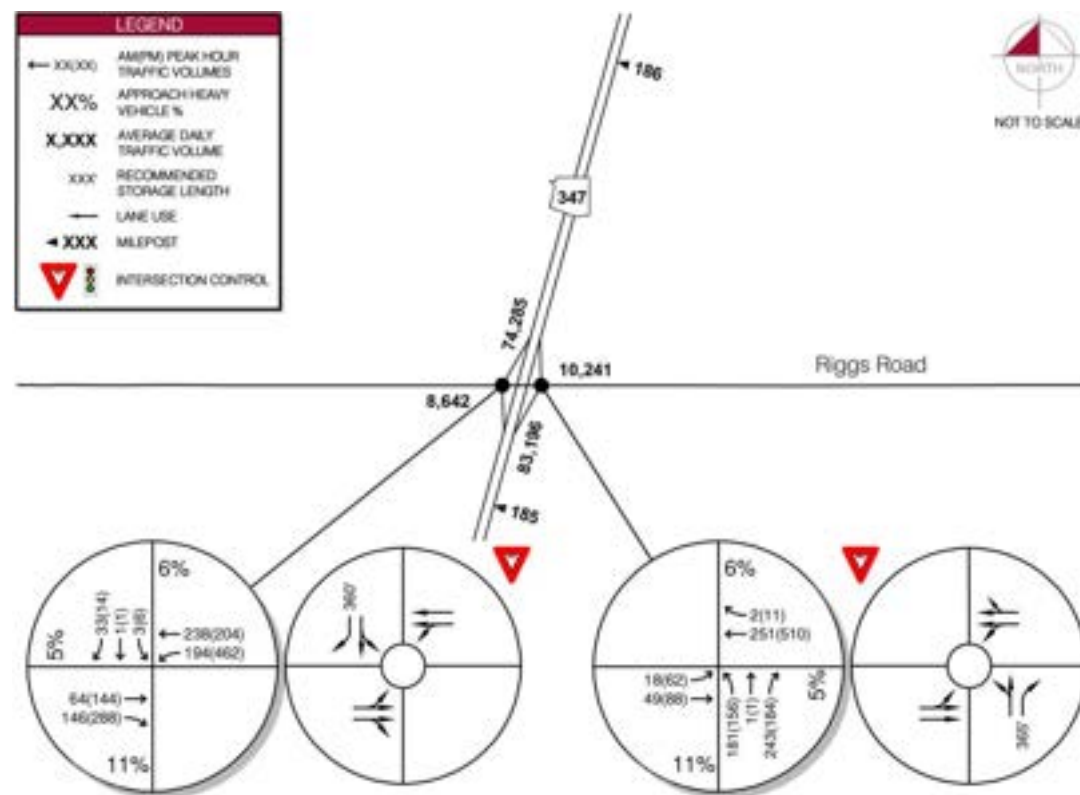 LEGEND
XX(XX) AM(PM) PEAK HOUR
TRAFFIC VOLUMES
XX% APPROACH HEAVY
VEHICLE %
X,XXX AVERAGE DAILY
TRAFFIC VOLUME
XXX' RECOMMENDED
STORAGE LENGTH
LANE USE
XXX MILEPOST
INTERSECTION CONTROL
NORTH
NOT TO SCALE
186
347
74,285
10,241
Riggs Road
8,642
83,196
185
6%
5%
33(14)
1(1)
3(6)
238(204)
194(462)
64(144)
146(288)
11%
360'
6%
2(11)
251(510)
18(62)
49(88)
181(156)
1(1)
243(184)
5%
11%
365'